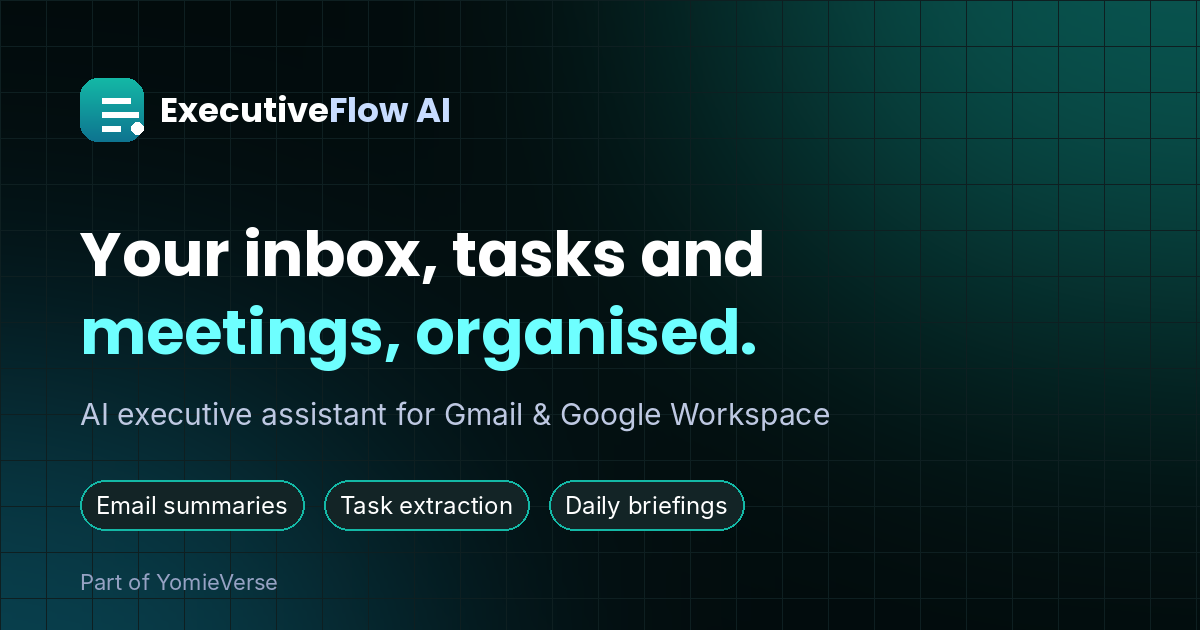 ExecutiveFlow AI
Your inbox, tasks and
meetings, organised.
AI executive assistant for Gmail & Google Workspace
Email summaries
Task extraction
Daily briefings
Part of YomieVerse